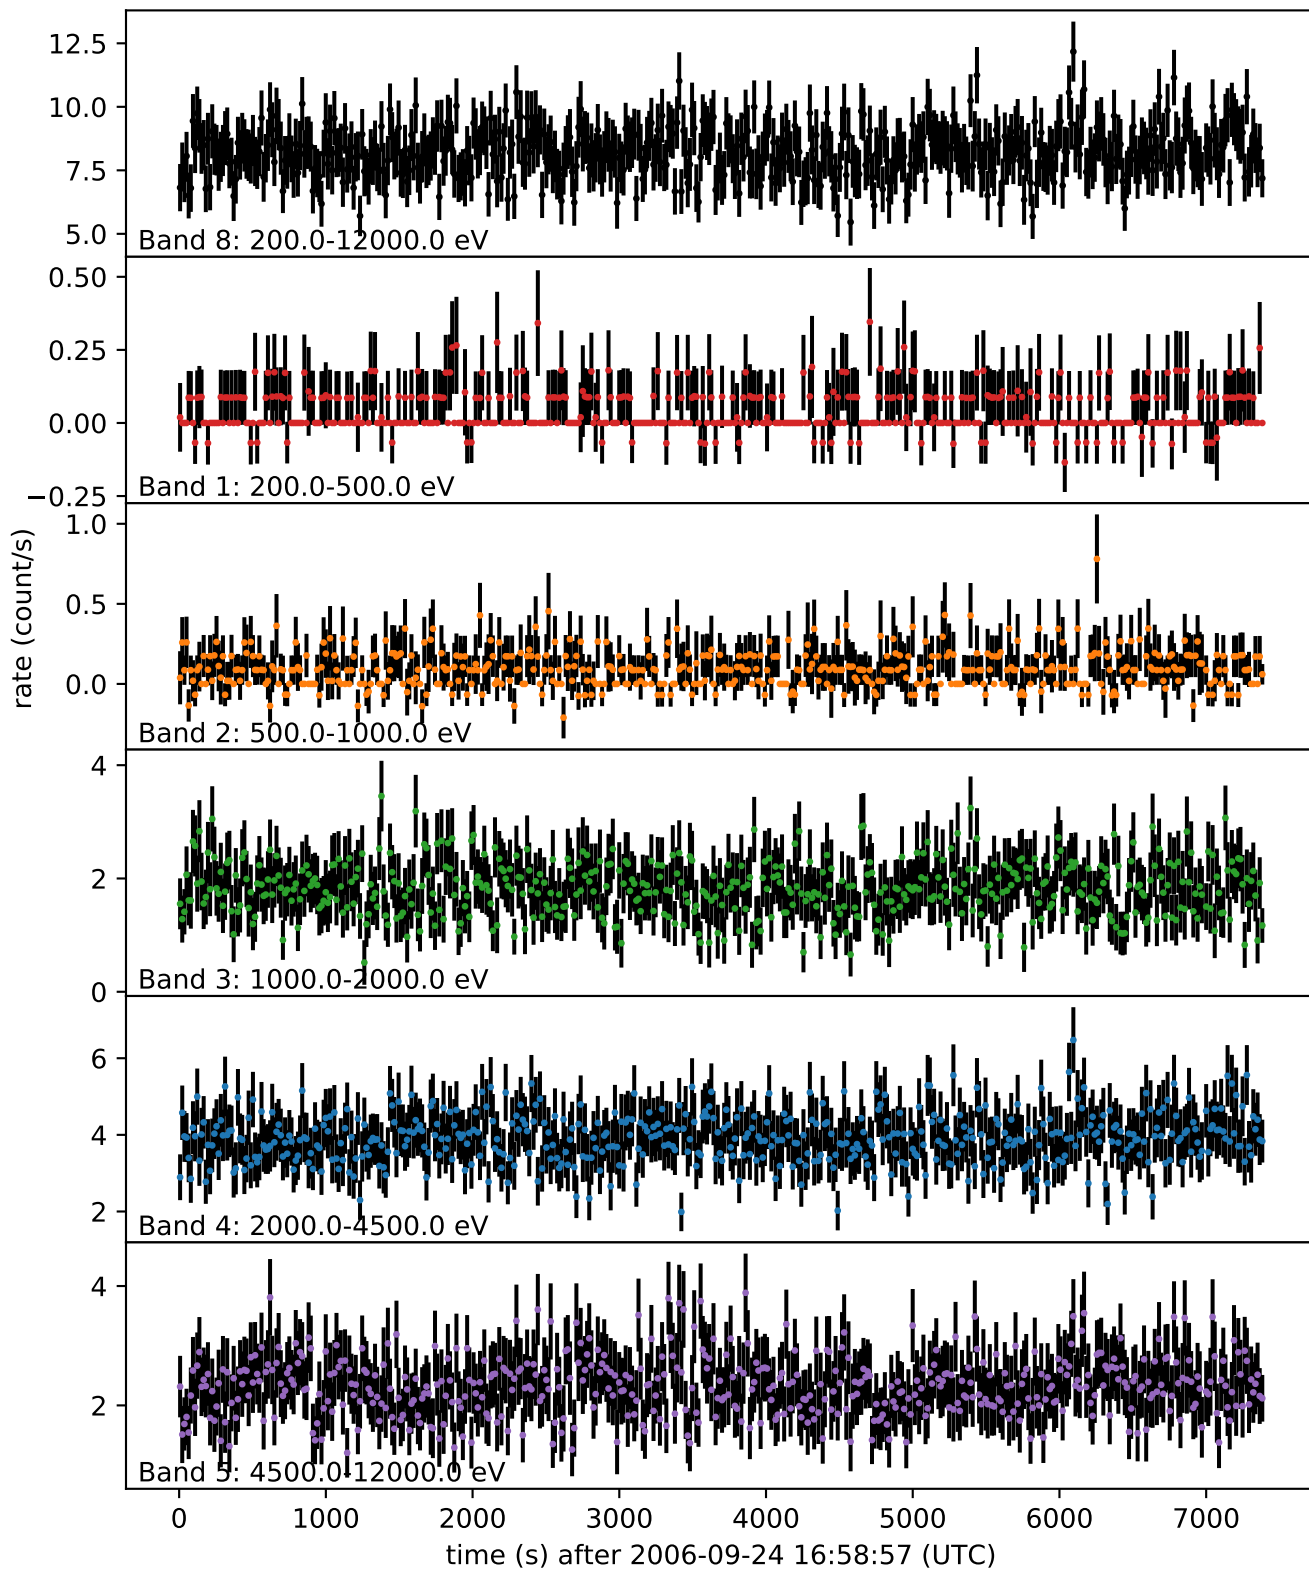 12.5
10.0
7.5
5.0
Band 8: 200.0-12000.0 eV
0.50
0.25
0.00
−0.25
Band 1: 200.0-500.0 eV
1.0
0.5
0.0
Band 2: 500.0-1000.0 eV
rate (count/s)
4
2
0
Band 3: 1000.0-2000.0 eV
6
4
2
Band 4: 2000.0-4500.0 eV
4
2
Band 5: 4500.0-12000.0 eV
0 1000 2000 3000 4000 5000 6000 7000
time (s) after 2006-09-24 16:58:57 (UTC)